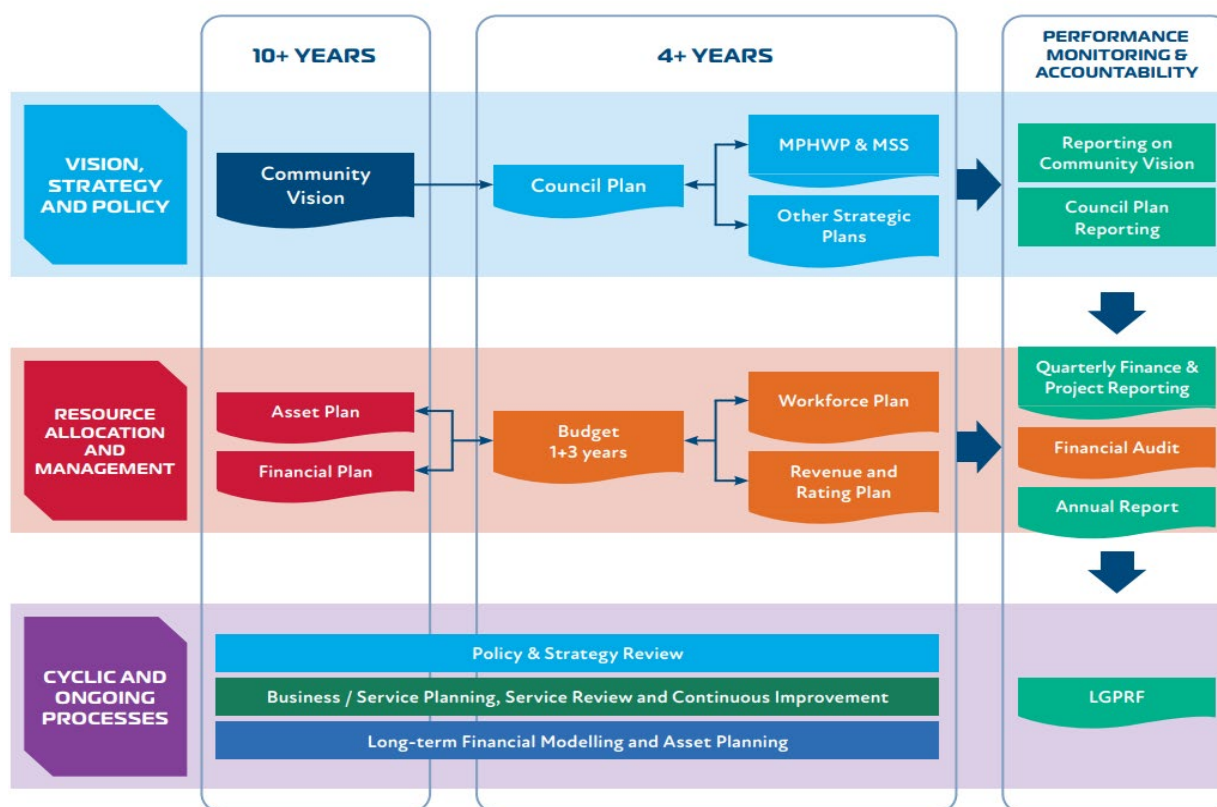 10+ YEARS
4+ YEARS
PERFORMANCE
MONITORING &
ACCOUNTABILITY
VISION,
STRATEGY
AND POLICY
Community
Vision
Council Plan
MPHWP & MSS
Other Strategic
Plans
Reporting on
Community Vision
Council Plan
Reporting
RESOURCE
ALLOCATION
AND
MANAGEMENT
Asset Plan
Financial Plan
Budget
1+3 years
Workforce Plan
Revenue and
Rating Plan
Quarterly Finance &
Project Reporting
Financial Audit
Annual Report
CYCLIC AND
ONGOING
PROCESSES
Policy & Strategy Review
Business / Service Planning, Service Review and Continuous Improvement
Long-term Financial Modelling and Asset Planning
LGPRF